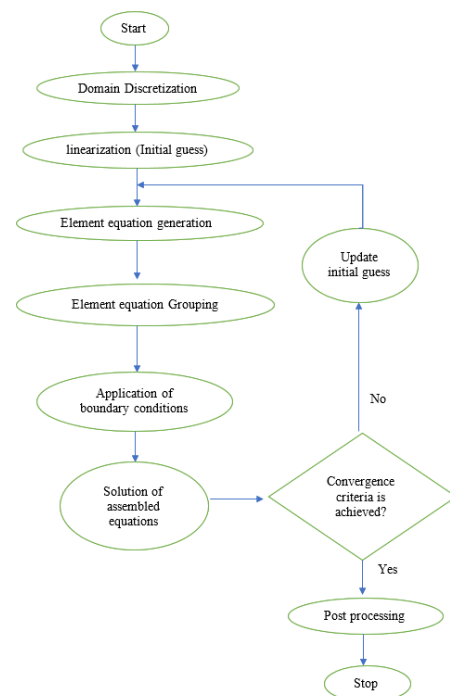 Start
Domain Discretization
linearization (Initial guess)
Element equation generation
Update
initial guess
Element equation Grouping
Application of
boundary conditions
No
Solution of
assembled
equations
Convergence
criteria is
achieved?
Yes
Post processing
Stop